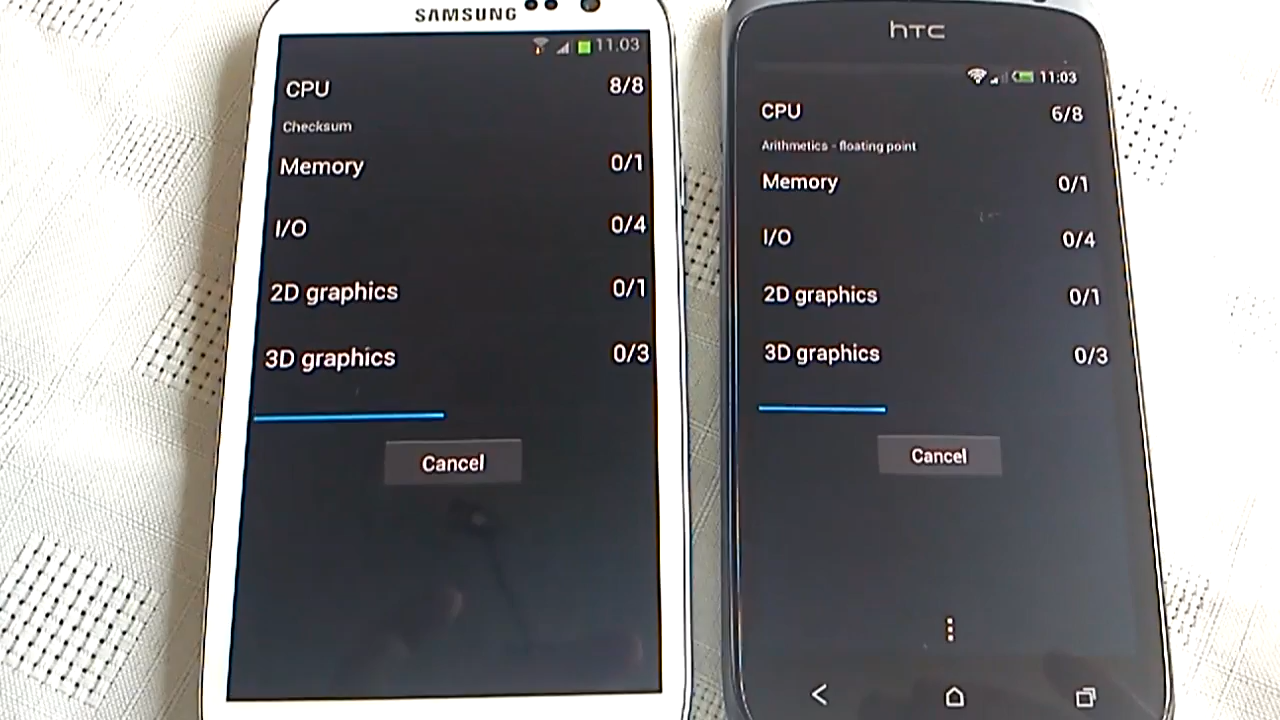 SAMSUNG
11.03
CPU 8/8
Checksum
Memory 0/1
I/O 0/4
2D graphics 0/1
3D graphics 0/3
Cancel
hTC
11:03
CPU 6/8
Arithmetics - floating point
Memory 0/1
I/O 0/4
2D graphics 0/1
3D graphics 0/3
Cancel